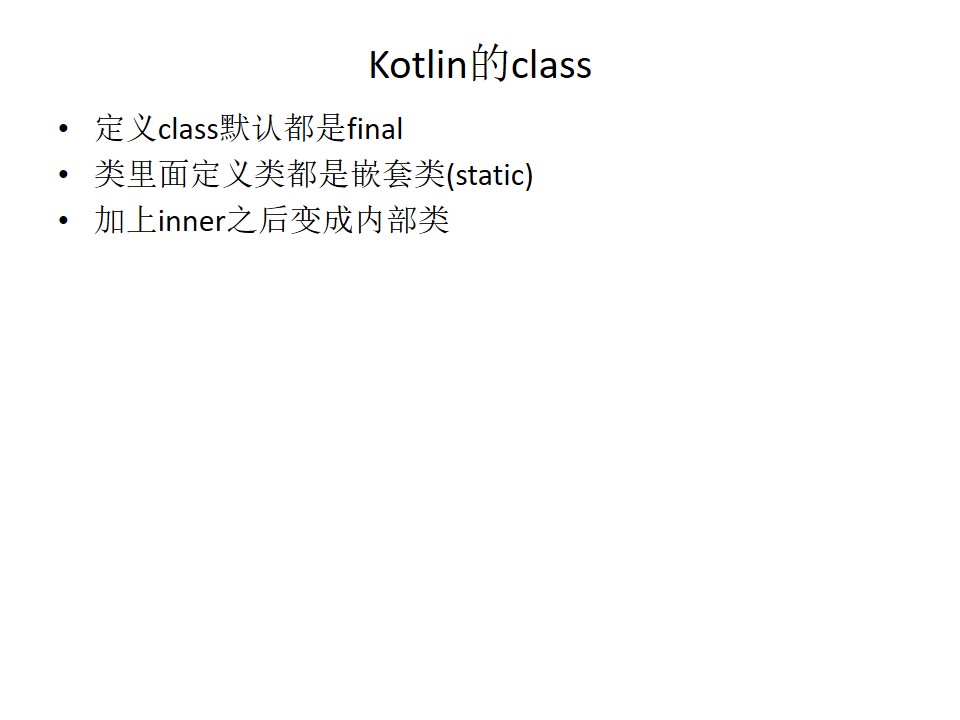 Kotlin的class
• 定义class默认都是final
• 类里面定义类都是嵌套类(static)
• 加上inner之后变成内部类